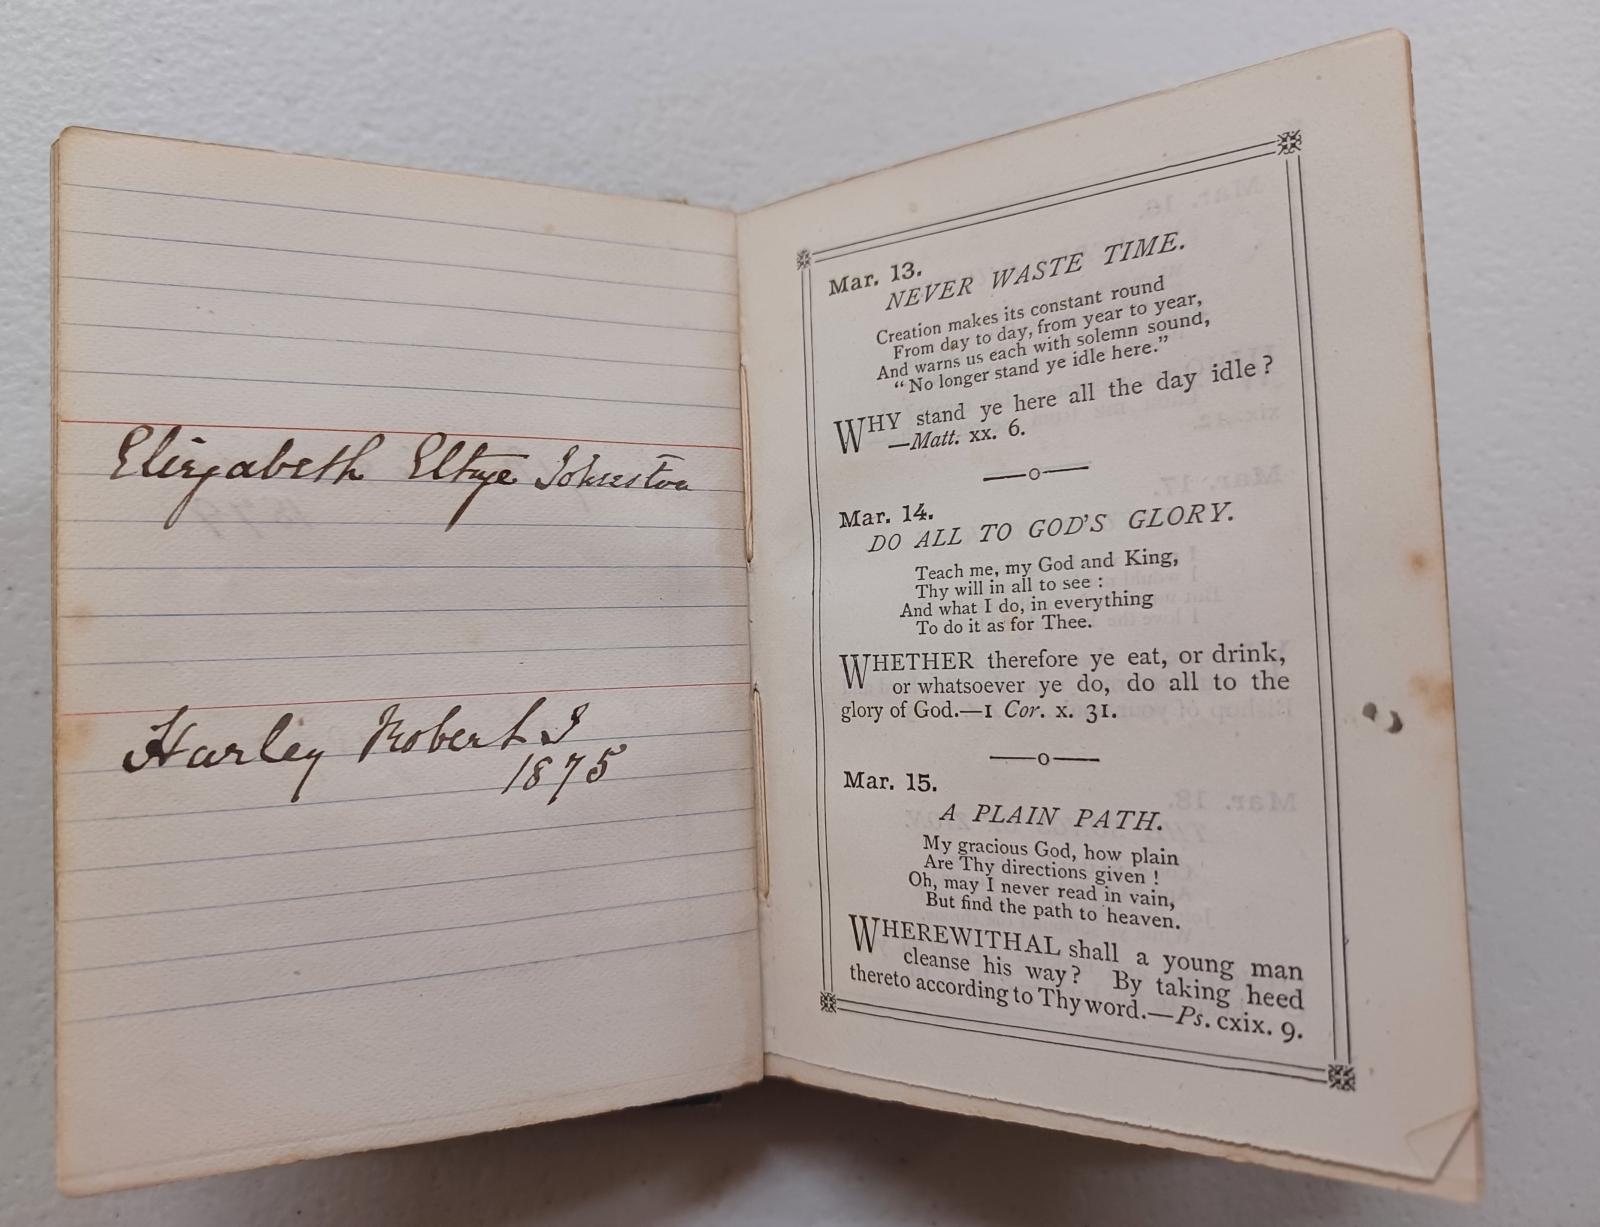 Elizabeth Johnston
Harley Roberts
1875
Mar. 13.
NEVER WASTE TIME.
Creation makes its constant round
From day to day, from year to year,
And warns us each with solemn sound,
"No longer stand ye idle here."
WHY stand ye here all the day idle?
—Matt. xx. 6.
—o—
Mar. 14.
DO ALL TO GOD'S GLORY.
Teach me, my God and King,
Thy will in all to see:
And what I do, in everything
To do it as for Thee.
WHETHER therefore ye eat, or drink,
or whatsoever ye do, do all to the
glory of God.—1 Cor. x. 31.
—o—
Mar. 15.
A PLAIN PATH.
My gracious God, how plain
Are Thy directions given!
Oh, may I never read in vain,
But find the path to heaven.
WHEREWITHAL shall a young man
cleanse his way? By taking heed
thereto according to Thy word.—Ps. cxix. 9.